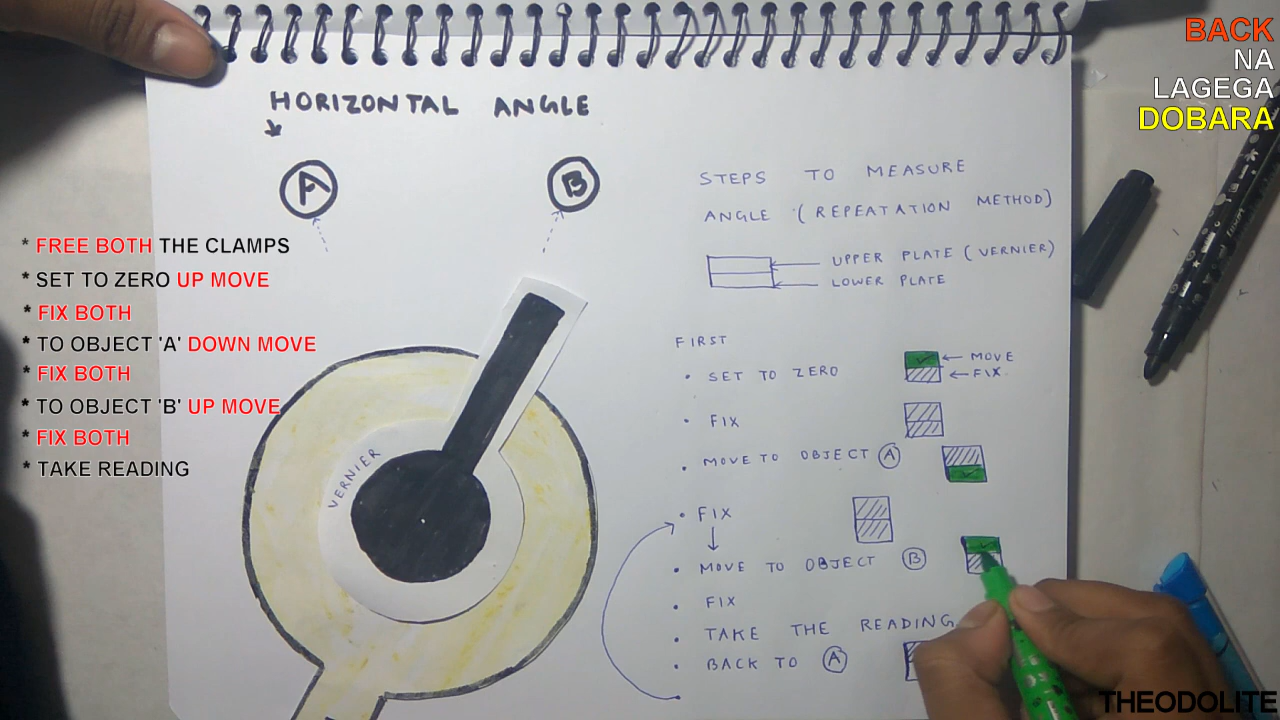 BACK
NA
LAGEGA
DOBARA
HORIZONTAL ANGLE
A
B
* FREE BOTH THE CLAMPS
* SET TO ZERO UP MOVE
* FIX BOTH
* TO OBJECT 'A' DOWN MOVE
* FIX BOTH
* TO OBJECT 'B' UP MOVE
* FIX BOTH
* TAKE READING
VERNIER
STEPS TO MEASURE
ANGLE (REPEATATION METHOD)
UPPER PLATE (VERNIER)
LOWER PLATE
FIRST
• SET TO ZERO
MOVE
FIX.
• FIX
• MOVE TO OBJECT A
• FIX
• MOVE TO OBJECT B
• FIX
• TAKE THE READING
• BACK TO A
THEODOLITE